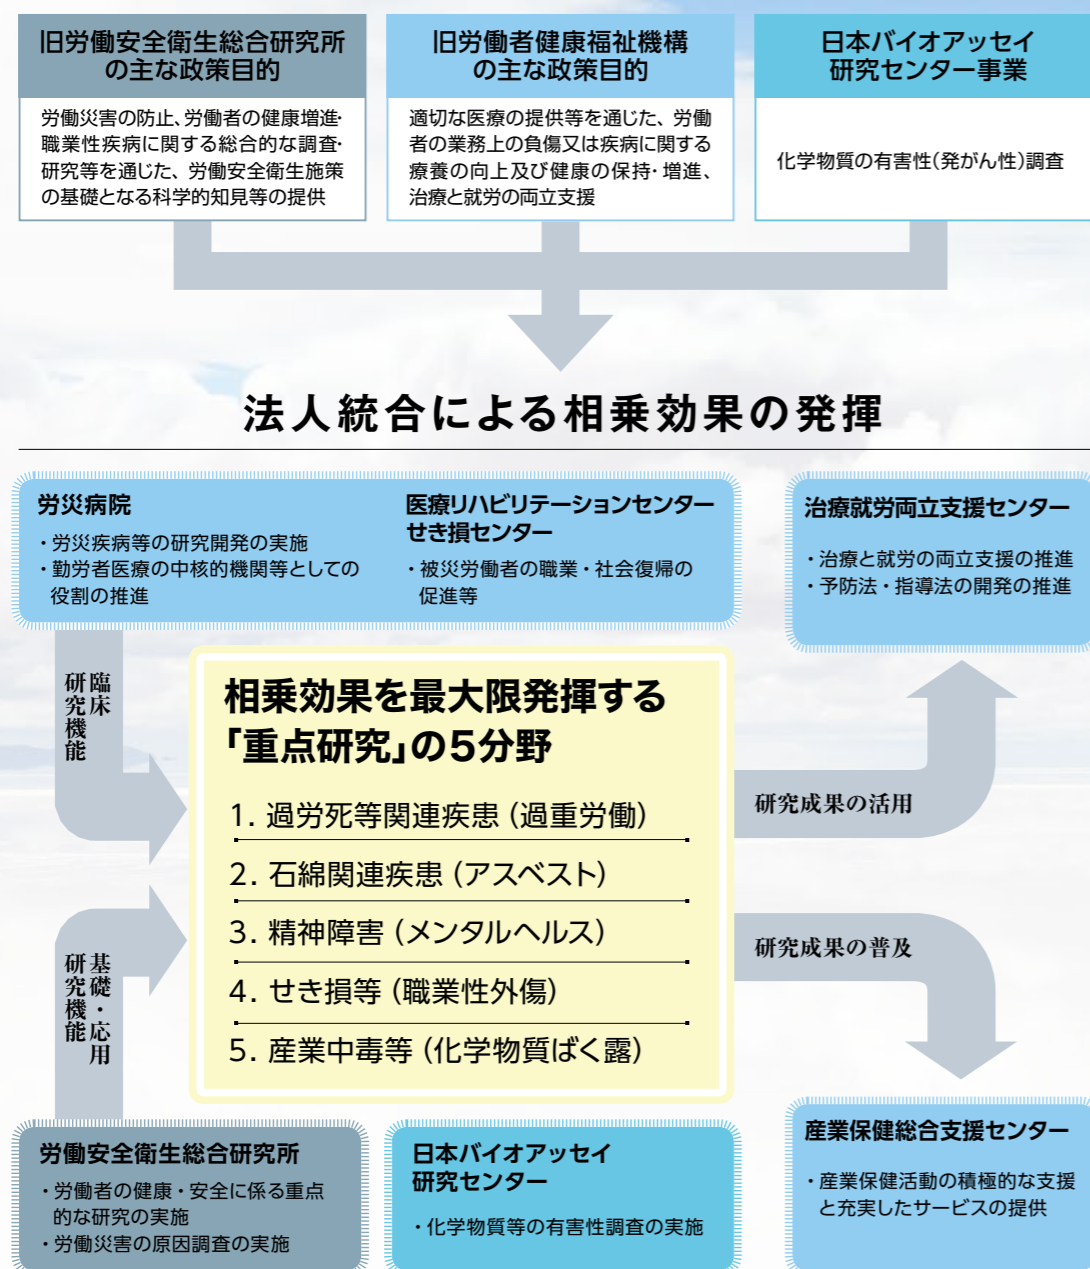 旧労働安全衛生総合研究所
の主な政策目的
労働災害の防止、労働者の健康増進・
職業性疾病に関する総合的な調査・
研究等を通じた、労働安全衛生施策
の基礎となる科学的知見等の提供
旧労働者健康福祉機構
の主な政策目的
適切な医療の提供等を通じた、労働
者の業務上の負傷又は疾病に関する
療養の向上及び健康の保持・増進、
治療と就労の両立支援
日本バイオアッセイ
研究センター事業
化学物質の有害性(発がん性)調査
法人統合による相乗効果の発揮
労災病院
・労災疾病等の研究開発の実施
・勤労者医療の中核的機関等としての
役割の推進
医療リハビリテーションセンター
せき損センター
・被災労働者の職業・社会復帰の
促進等
治療就労両立支援センター
・治療と就労の両立支援の推進
・予防法・指導法の開発の推進
臨床
研究機能
相乗効果を最大限発揮する
「重点研究」の5分野
1. 過労死等関連疾患(過重労働)
2. 石綿関連疾患(アスベスト)
3. 精神障害(メンタルヘルス)
4. せき損等(職業性外傷)
5. 産業中毒等(化学物質ばく露)
研究成果の活用
研究成果の普及
基礎・応用
研究機能
労働安全衛生総合研究所
・労働者の健康・安全に係る重点
的な研究の実施
・労働災害の原因調査の実施
日本バイオアッセイ
研究センター
・化学物質等の有害性調査の実施
産業保健総合支援センター
・産業保健活動の積極的な支援
と充実したサービスの提供